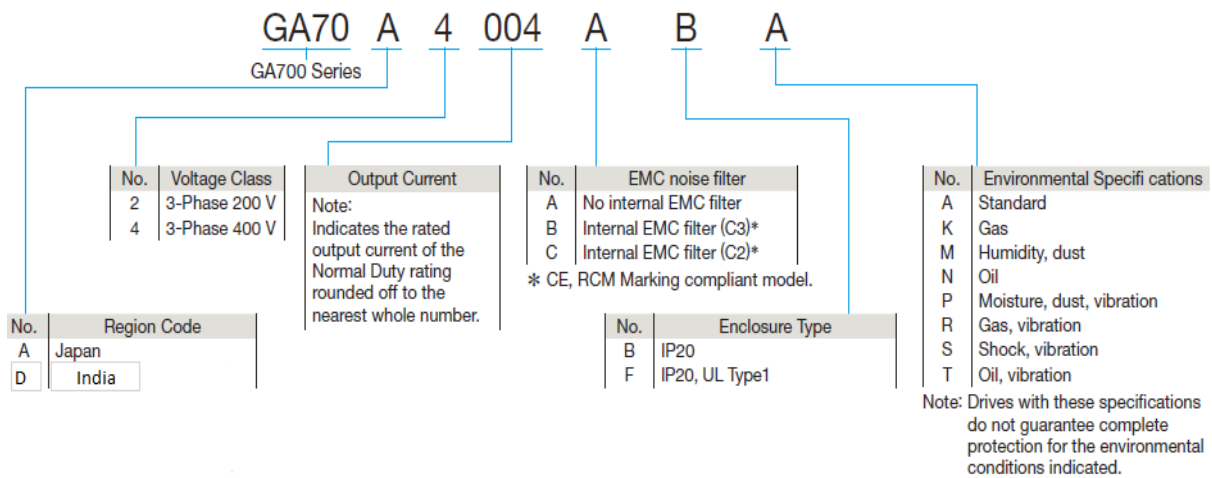 GA70 A 4 004 A B A
GA700 Series
No. Voltage Class
2 3-Phase 200 V
4 3-Phase 400 V
Output Current
Note:
Indicates the rated
output current of the
Normal Duty rating
rounded off to the
nearest whole number.
No. EMC noise filter
A No internal EMC filter
B Internal EMC filter (C3)*
C Internal EMC filter (C2)*
* CE, RCM Marking compliant model.
No. Environmental Specifi cations
A Standard
K Gas
M Humidity, dust
N Oil
P Moisture, dust, vibration
R Gas, vibration
S Shock, vibration
T Oil, vibration
Note: Drives with these specifications
do not guarantee complete
protection for the environmental
conditions indicated.
No. Region Code
A Japan
D India
No. Enclosure Type
B IP20
F IP20, UL Type1